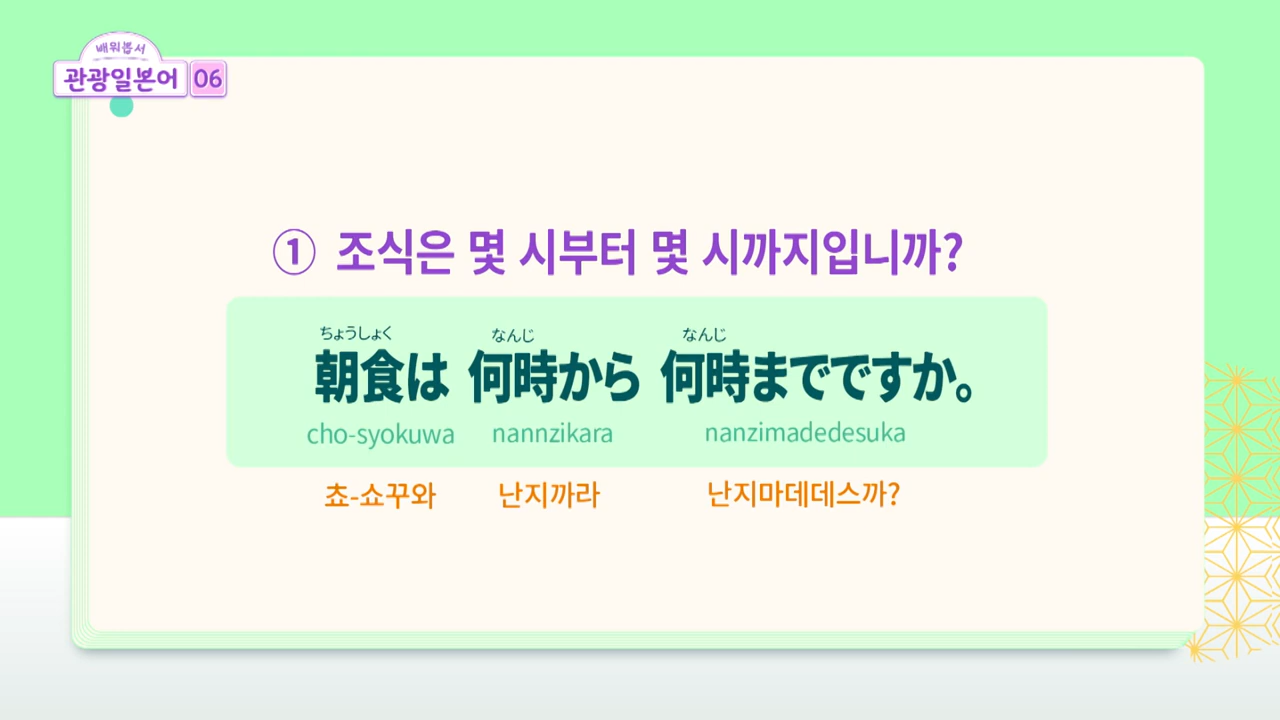 배워봅서
관광일본어 06
① 조식은 몇 시부터 몇 시까지입니까?
ちょうしょく なんじ なんじ
朝食は 何時から 何時までですか。
cho-syokuwa nannzikara nanzimadedesuka
쵸-쇼꾸와 난지까라 난지마데데스까?